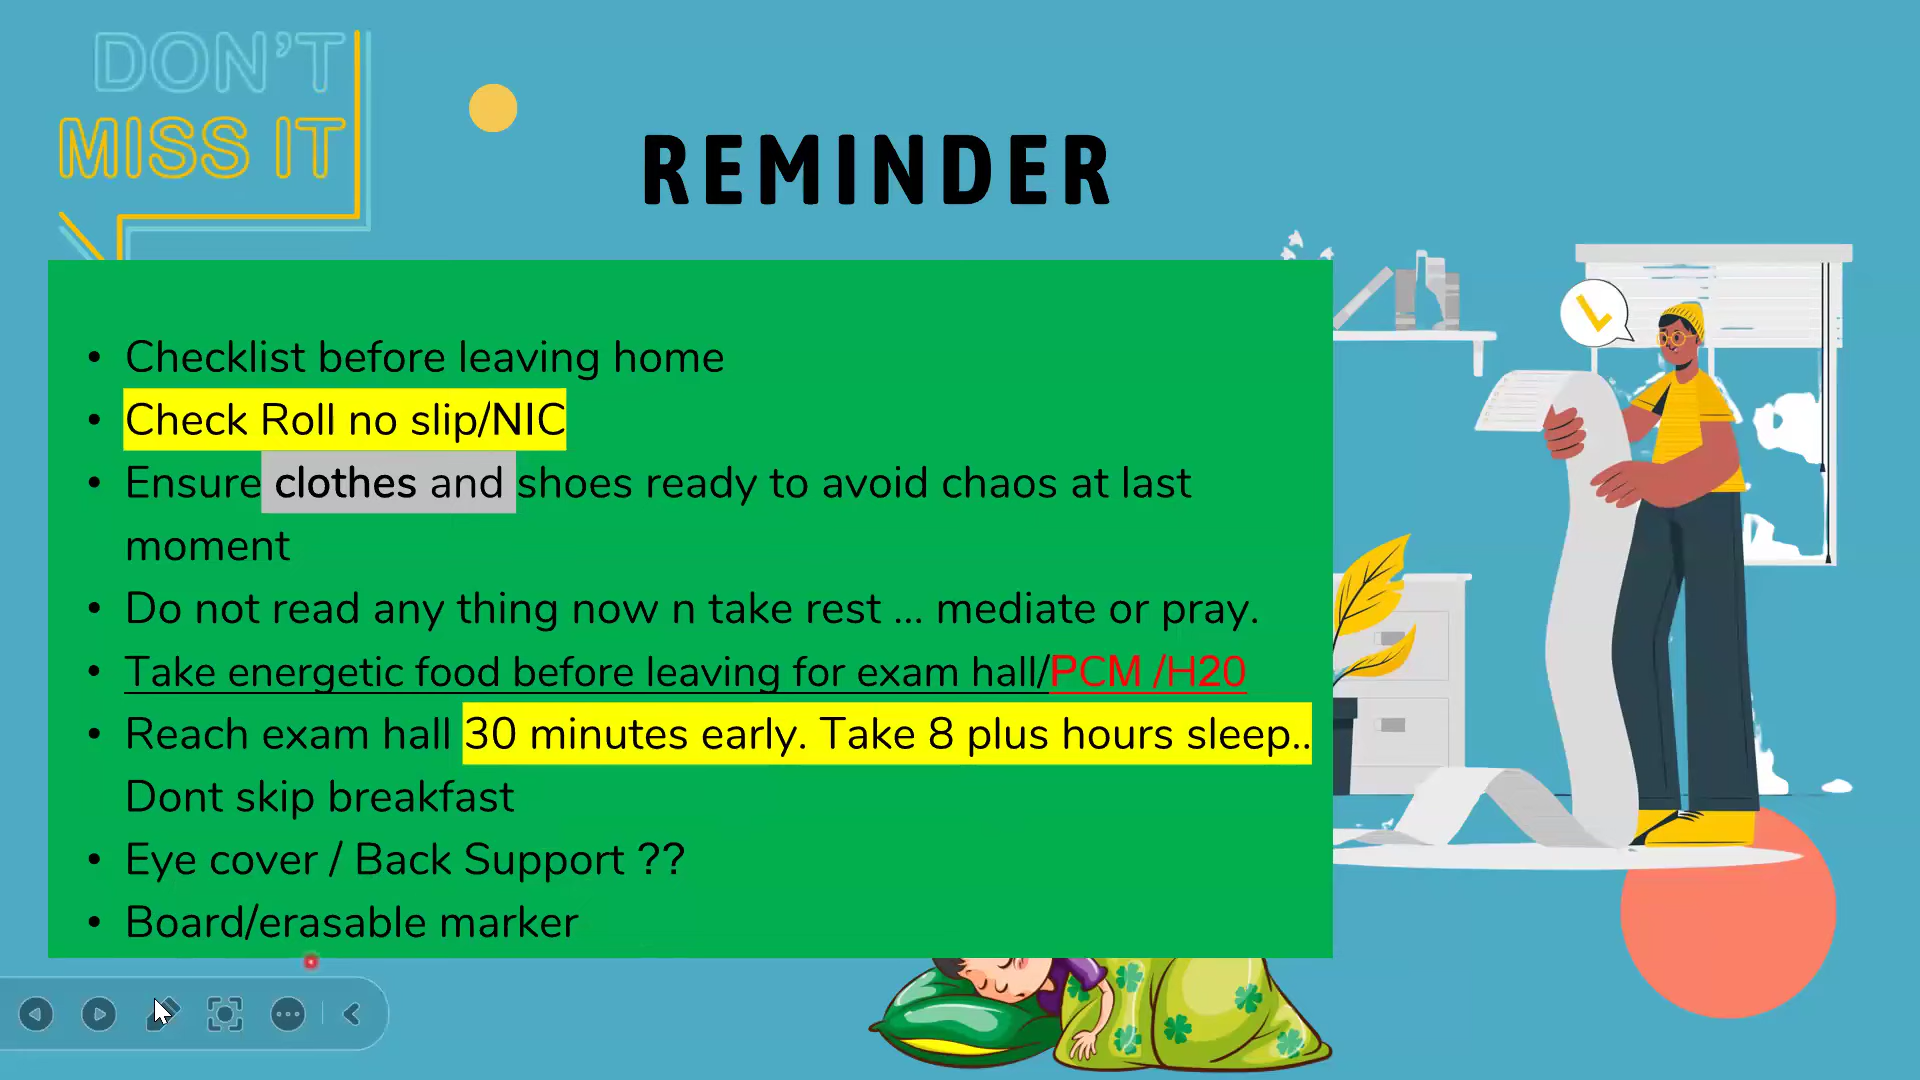 DON'T
MISS IT
REMINDER
• Checklist before leaving home
• Check Roll no slip/NIC
• Ensure clothes and shoes ready to avoid chaos at last
moment
• Do not read any thing now n take rest ... mediate or pray.
• Take energetic food before leaving for exam hall/PCM /H20
• Reach exam hall 30 minutes early. Take 8 plus hours sleep..
Dont skip breakfast
• Eye cover / Back Support ??
• Board/erasable marker